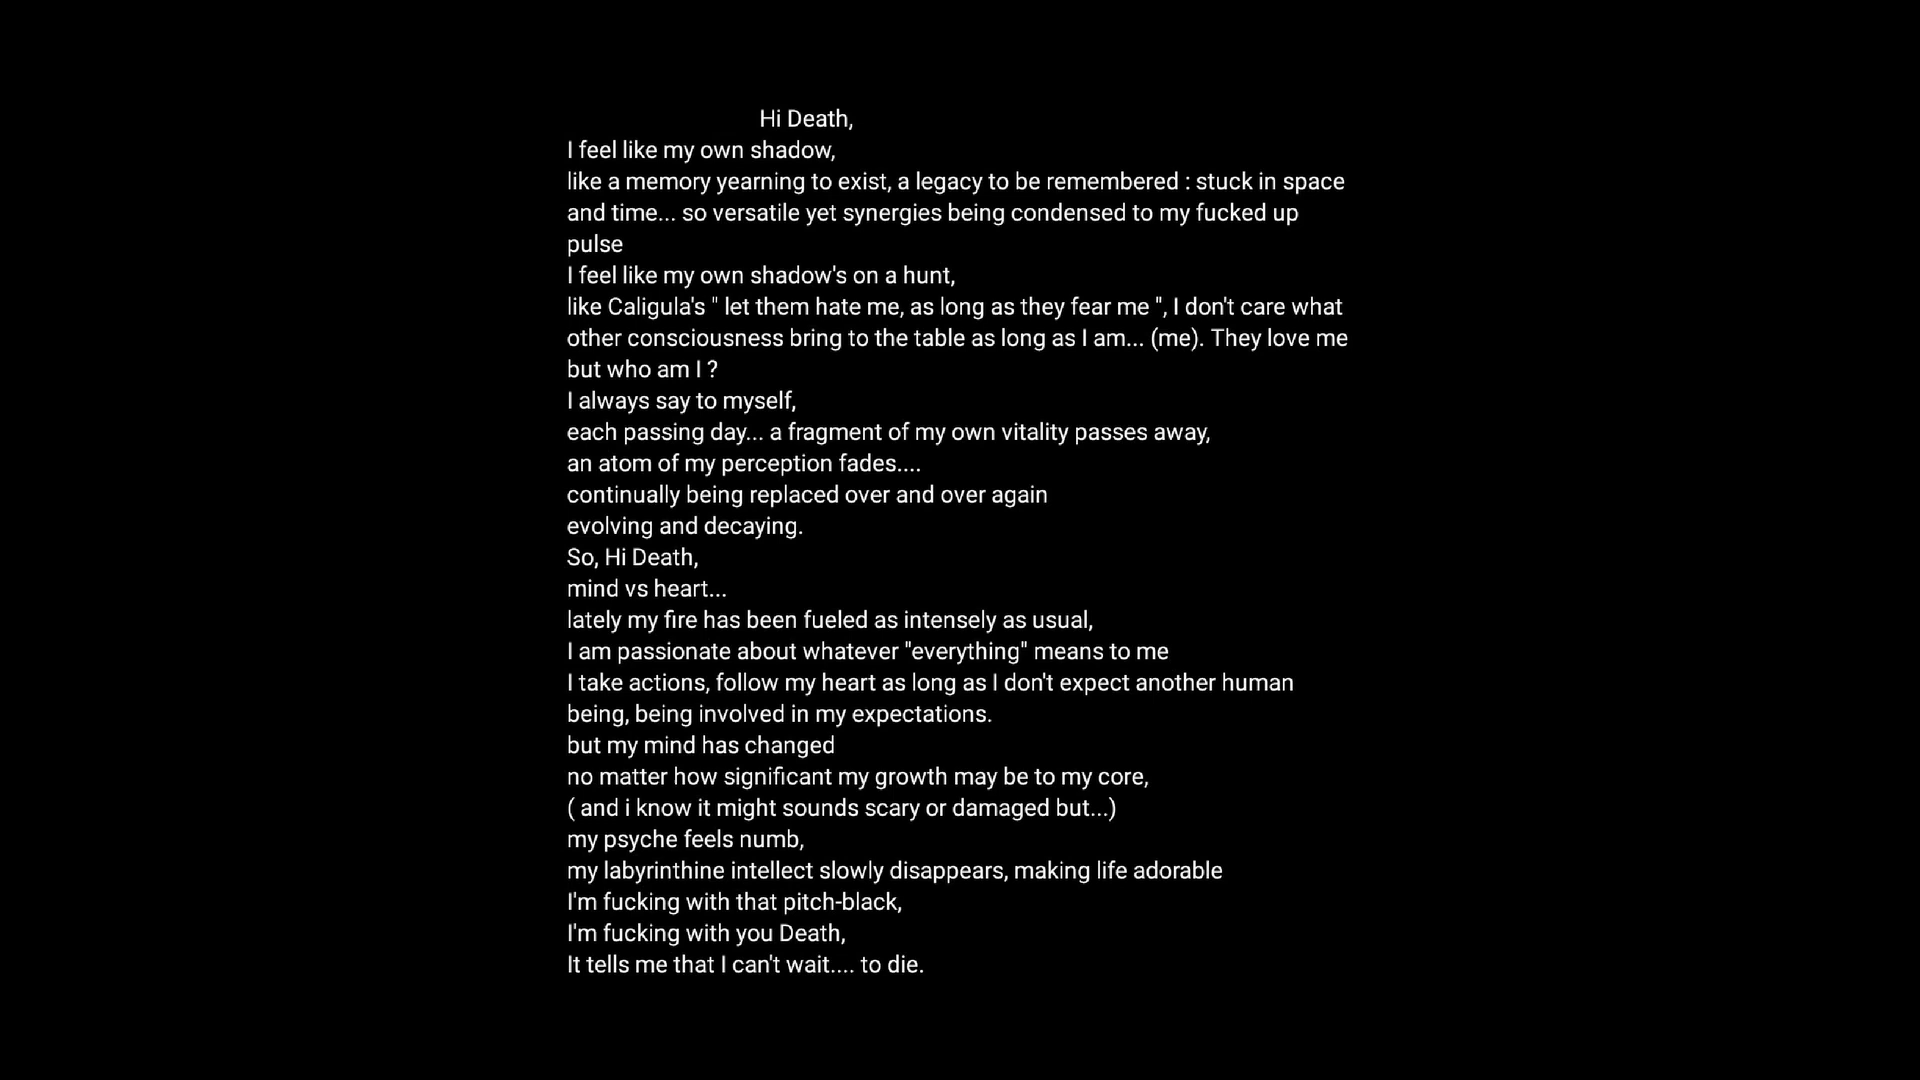 Hi Death,
I feel like my own shadow,
like a memory yearning to exist, a legacy to be remembered : stuck in space
and time... so versatile yet synergies being condensed to my fucked up
pulse
I feel like my own shadow's on a hunt,
like Caligula's " let them hate me, as long as they fear me ", I don't care what
other consciousness bring to the table as long as I am... (me). They love me
but who am I ?
I always say to myself,
each passing day... a fragment of my own vitality passes away,
an atom of my perception fades....
continually being replaced over and over again
evolving and decaying.
So, Hi Death,
mind vs heart...
lately my fire has been fueled as intensely as usual,
I am passionate about whatever "everything" means to me
I take actions, follow my heart as long as I don't expect another human
being, being involved in my expectations.
but my mind has changed
no matter how significant my growth may be to my core,
( and i know it might sounds scary or damaged but...)
my psyche feels numb,
my labyrinthine intellect slowly disappears, making life adorable
I'm fucking with that pitch-black,
I'm fucking with you Death,
It tells me that I can't wait.... to die.